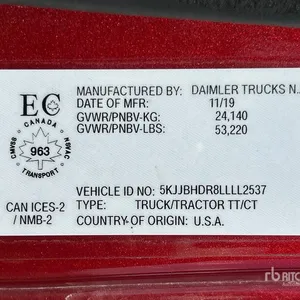 EC
CANADA
CMVSS
NSVAC
963
TRANSPORT
CAN ICES-2
/ NMB-2
MANUFACTURED BY: DAIMLER TRUCKS N.
DATE OF MFR: 11/19
GVWR/PNBV-KG: 24,140
GVWR/PNBV-LBS: 53,220
VEHICLE ID NO: 5KJJBHDR8LLLL2537
TYPE: TRUCK/TRACTOR TT/CT
COUNTRY OF ORIGIN: U.S.A.
rb